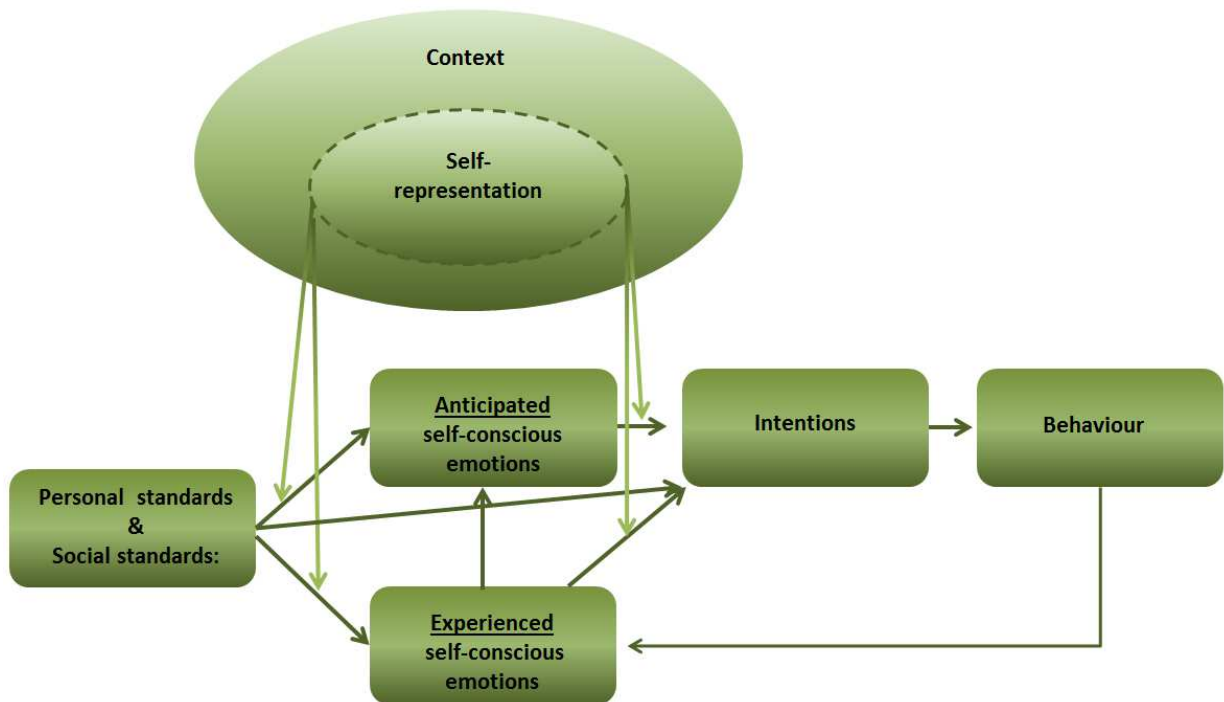 Context
Self-
representation
Anticipated
self-conscious
emotions
Intentions
Behaviour
Personal standards
&
Social standards:
Experienced
self-conscious
emotions